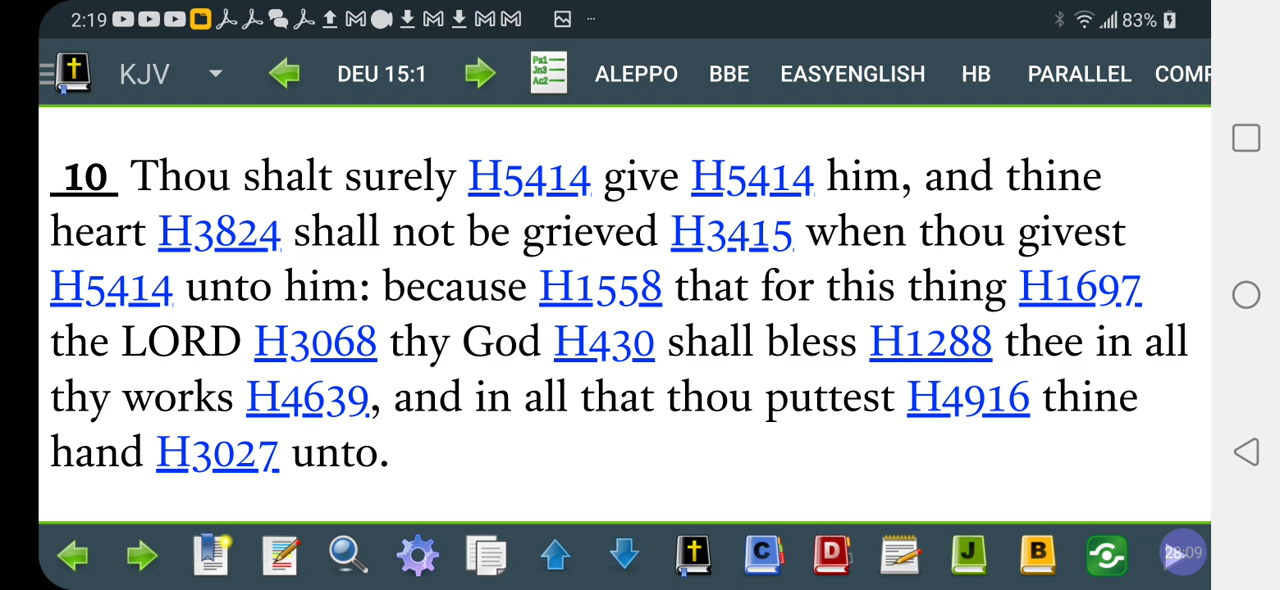 2:19 83%
KJV DEU 15:1 Ps1 Jn3 Ac2 ALEPPO BBE EASYENGLISH HB PARALLEL COMP
10 Thou shalt surely H5414 give H5414 him, and thine
heart H3824 shall not be grieved H3415 when thou givest
H5414 unto him: because H1558 that for this thing H1697
the LORD H3068 thy God H430 shall bless H1288 thee in all
thy works H4639, and in all that thou puttest H4916 thine
hand H3027 unto.
C D J B 28:09